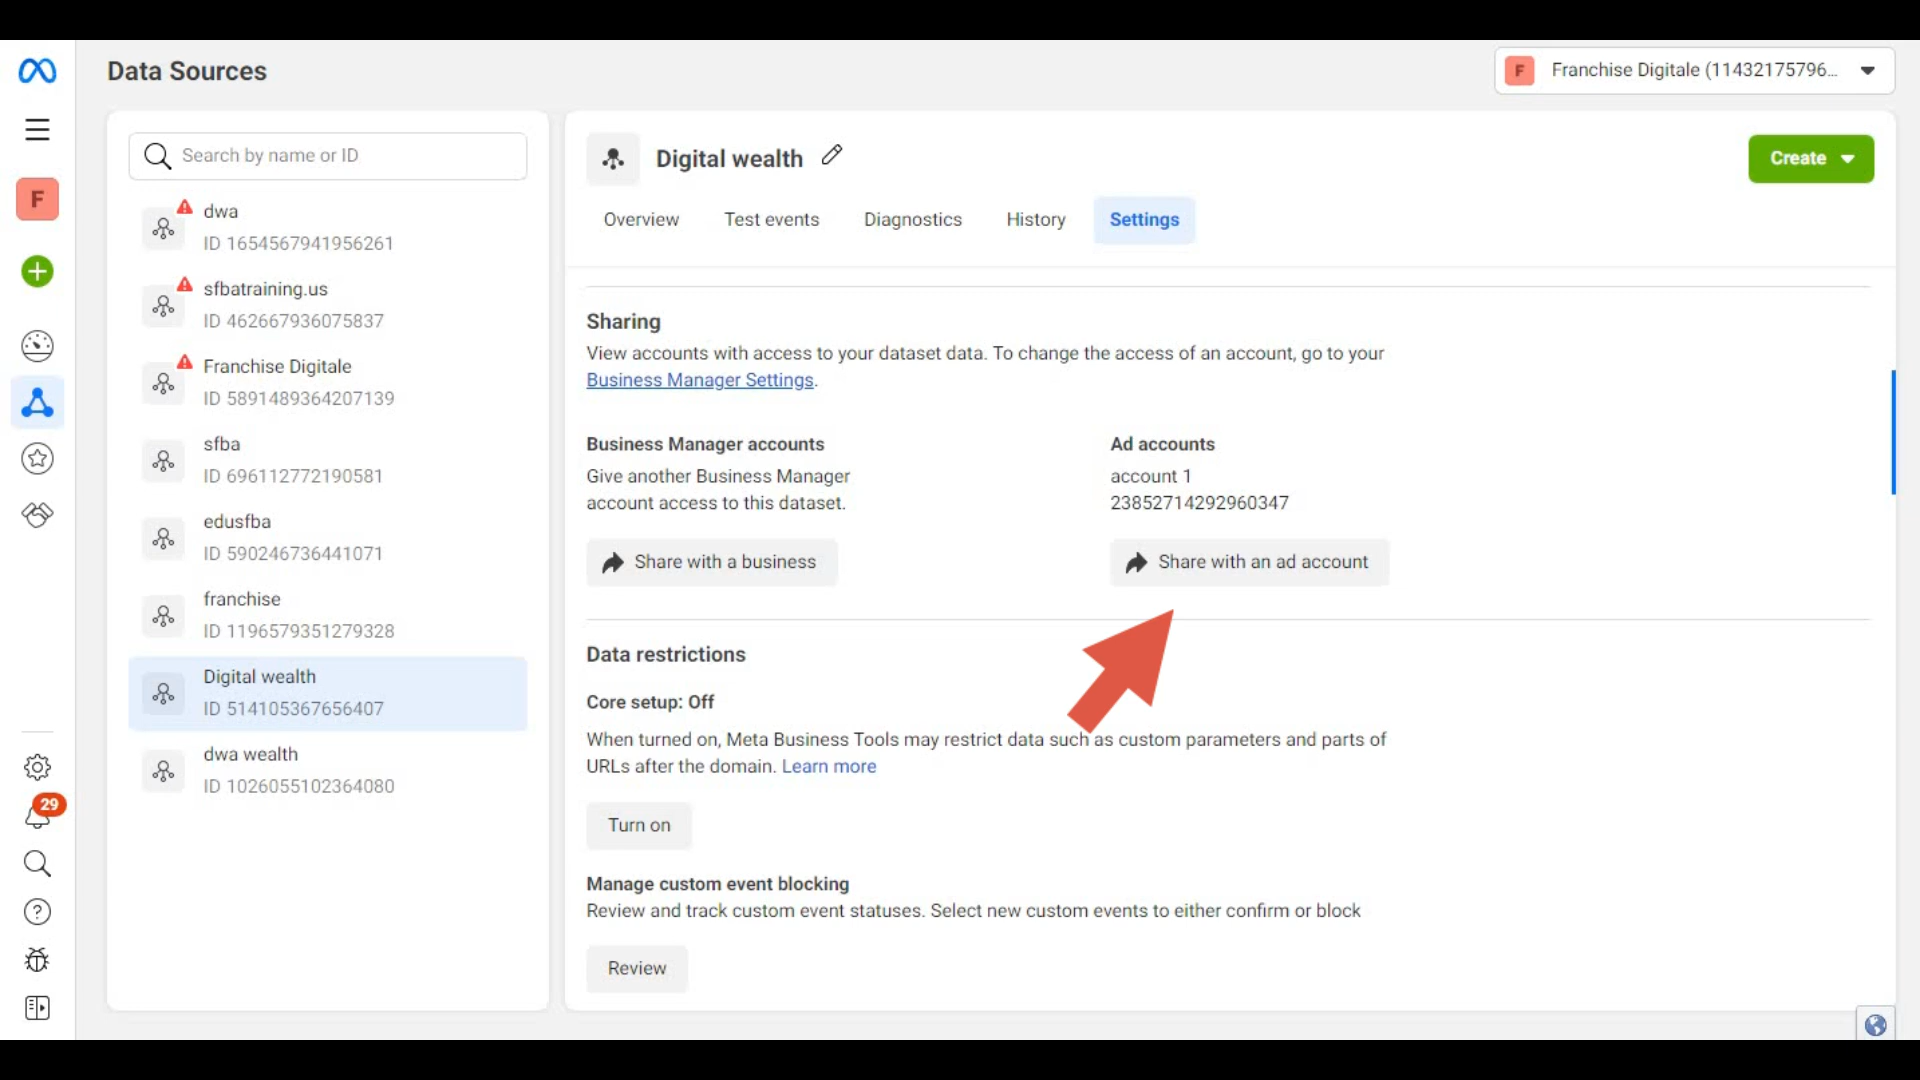 Data Sources
F
Franchise Digitale (11432175796...
F
29
Search by name or ID
dwa
ID 1654567941956261
sfbatraining.us
ID 462667936075837
Franchise Digitale
ID 5891489364207139
sfba
ID 696112772190581
edusfba
ID 590246736441071
franchise
ID 1196579351279328
Digital wealth
ID 514105367656407
dwa wealth
ID 1026055102364080
Digital wealth
Create
Overview
Test events
Diagnostics
History
Settings
Sharing
View accounts with access to your dataset data. To change the access of an account, go to your
Business Manager Settings.
Business Manager accounts
Give another Business Manager
account access to this dataset.
Share with a business
Ad accounts
account 1
23852714292960347
Share with an ad account
Data restrictions
Core setup: Off
When turned on, Meta Business Tools may restrict data such as custom parameters and parts of
URLs after the domain. Learn more
Turn on
Manage custom event blocking
Review and track custom event statuses. Select new custom events to either confirm or block
Review